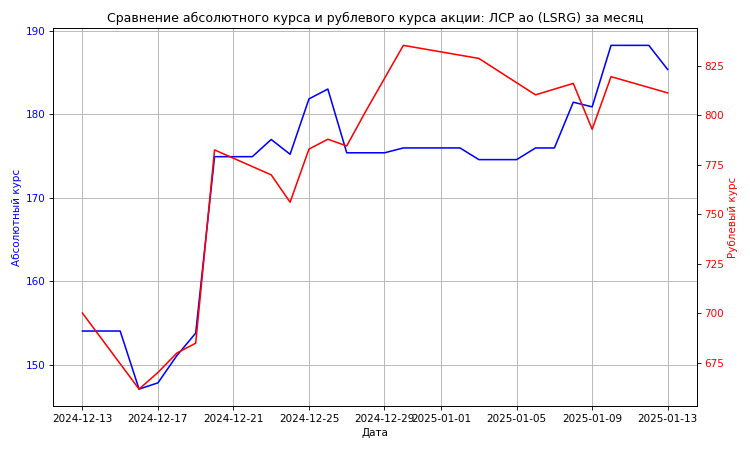 Сравнение абсолютного курса и рублевого курса акции: ЛСР ао (LSRG) за месяц
190
180
170
160
150
Абсолютный курс
825
800
775
750
725
700
675
Рублевый курс
2024-12-13 2024-12-17 2024-12-21 2024-12-25 2024-12-29 2025-01-01 2025-01-05 2025-01-09 2025-01-13
Дата